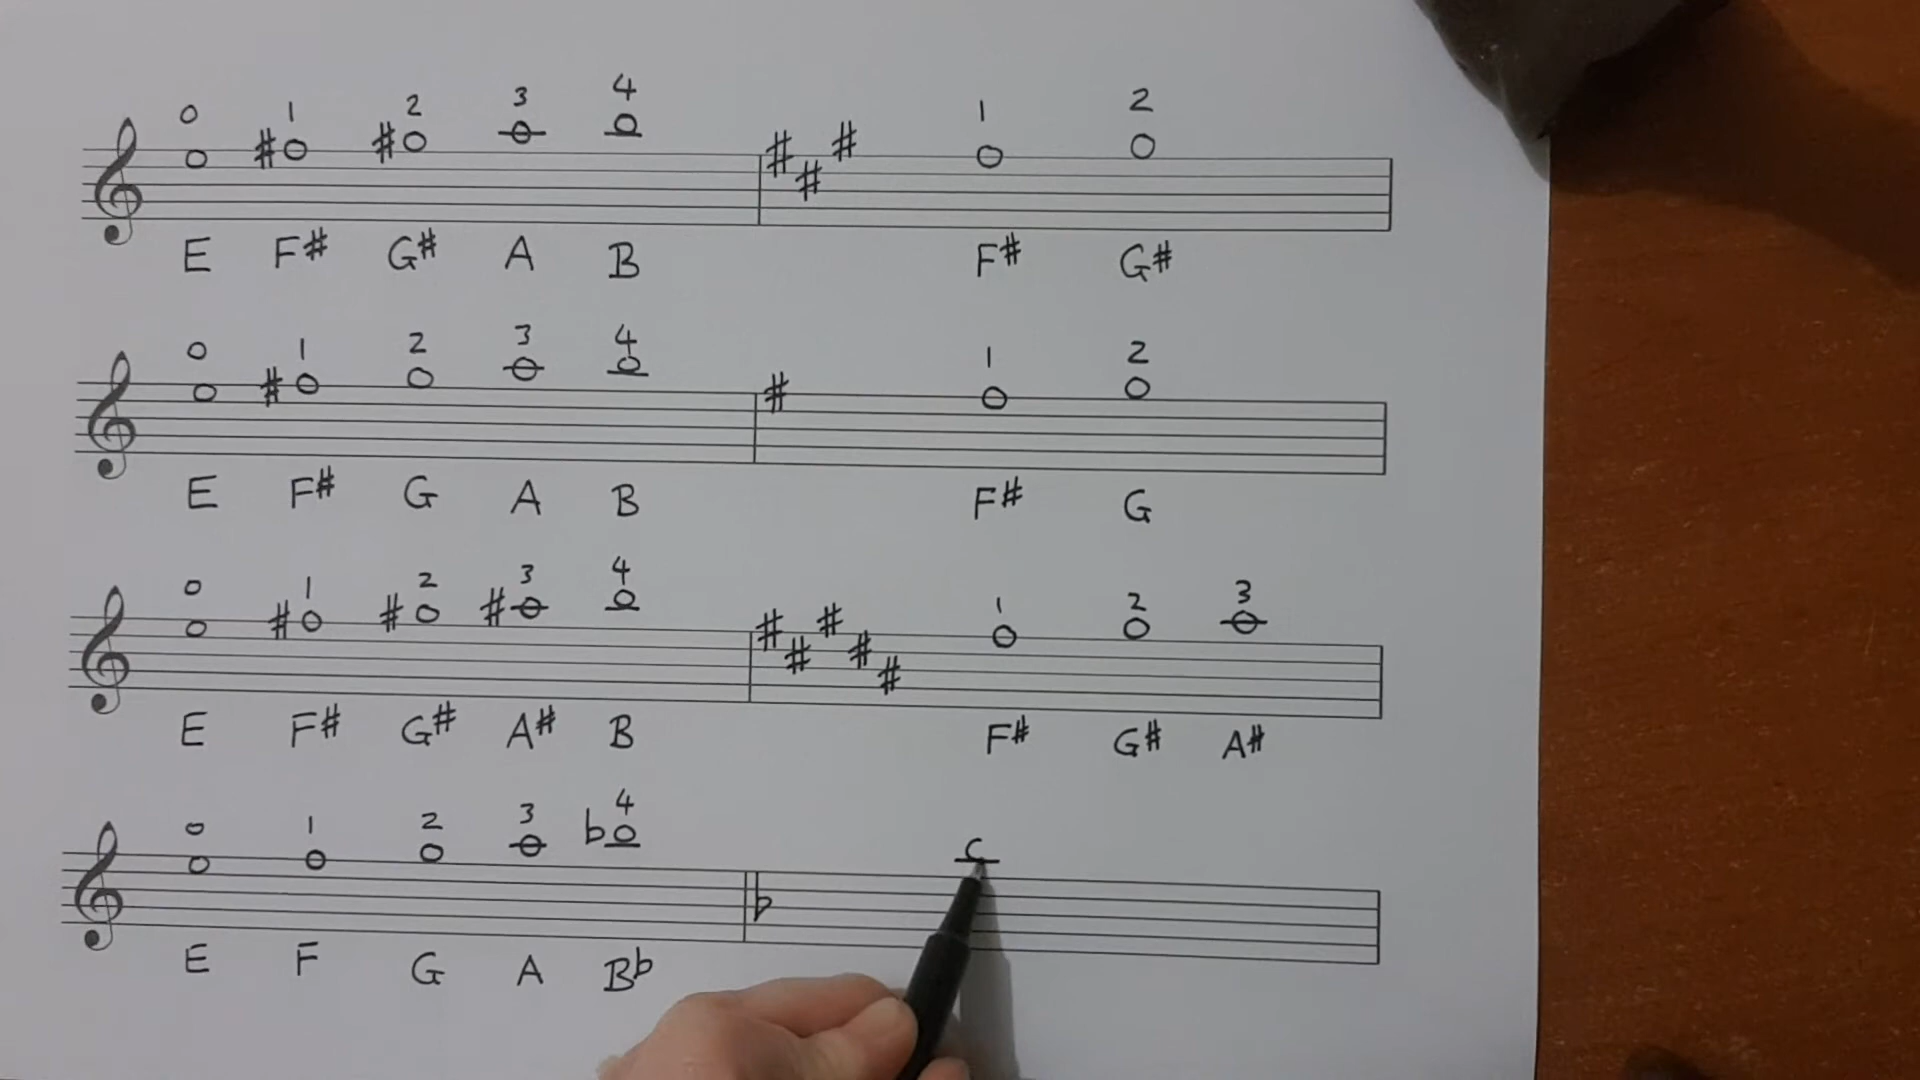 0 1 2 3 4 1 2
E F# G# A B F# G#
0 1 2 3 4 1 2
E F# G A B F# G
0 1 2 3 4 1 2 3
E F# G# A# B F# G# A#
0 1 2 3 4
E F G A Bb